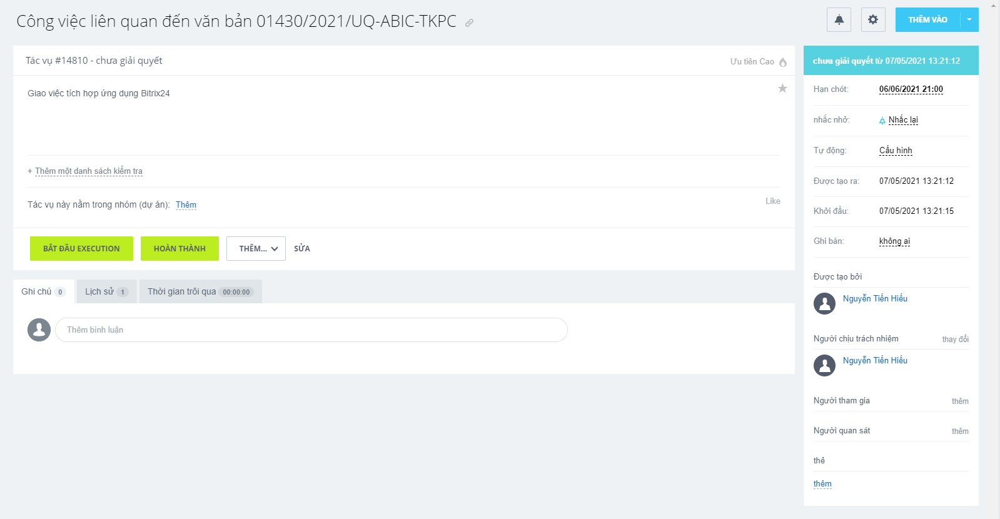 Công việc liên quan đến văn bản 01430/2021/UQ-ABIC-TKPC
THÊM VÀO
Tác vụ #14810 - chưa giải quyết
Ưu tiên Cao
Giao việc tích hợp ứng dụng Bitrix24
+ Thêm một danh sách kiểm tra
Tác vụ này nằm trong nhóm (dự án): Thêm
Like
BẮT ĐẦU EXECUTION
HOÀN THÀNH
THÊM...
SỬA
Ghi chú 0
Lịch sử 1
Thời gian trôi qua 00:00:00
Thêm bình luận
chưa giải quyết từ 07/05/2021 13:21:12
Hạn chót: 06/06/2021 21:00
nhắc nhở: Nhắc lại
Tự động: Cấu hình
Được tạo ra: 07/05/2021 13:21:12
Khởi đầu: 07/05/2021 13:21:15
Ghi bàn: không ai
Được tạo bởi
Nguyễn Tiến Hiếu
Người chịu trách nhiệm thay đổi
Nguyễn Tiến Hiếu
Người tham gia thêm
Người quan sát thêm
thẻ
thêm